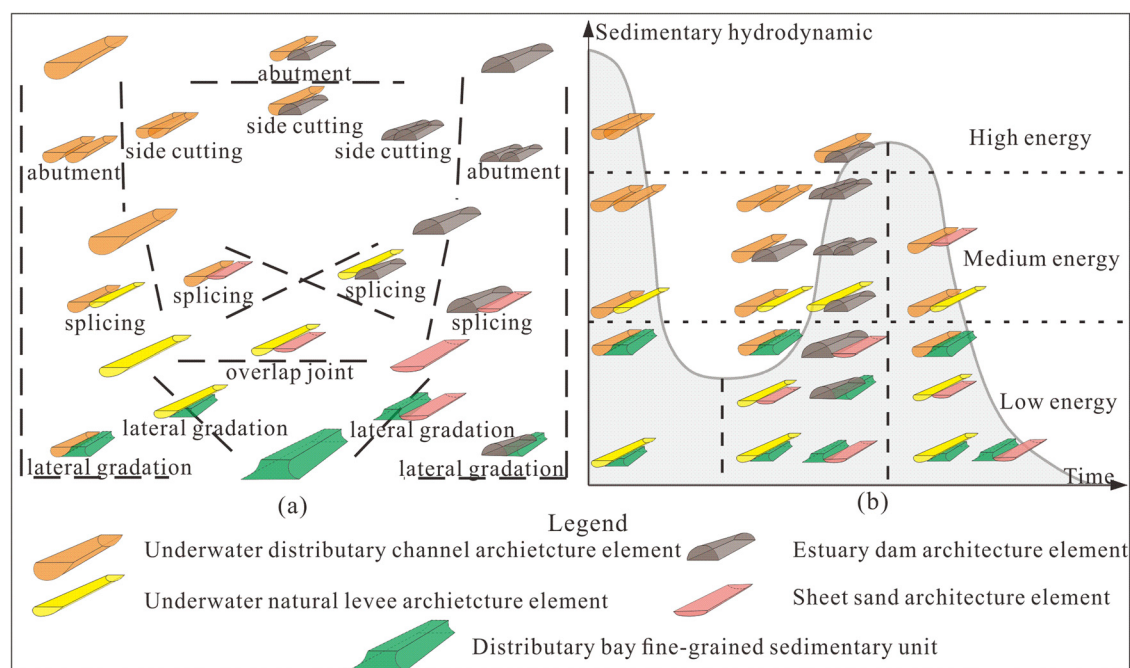 abutment
side cutting
side cutting
side cutting
abutment
abutment
splicing
splicing
splicing
splicing
overlap joint
lateral gradation
lateral gradation
lateral gradation
lateral gradation
(a)
Sedimentary hydrodynamic
High energy
Medium energy
Low energy
Time
(b)
Legend
Underwater distributary channel archietcture element
Estuary dam architecture element
Underwater natural levee archietcture element
Sheet sand architecture element
Distributary bay fine-grained sedimentary unit